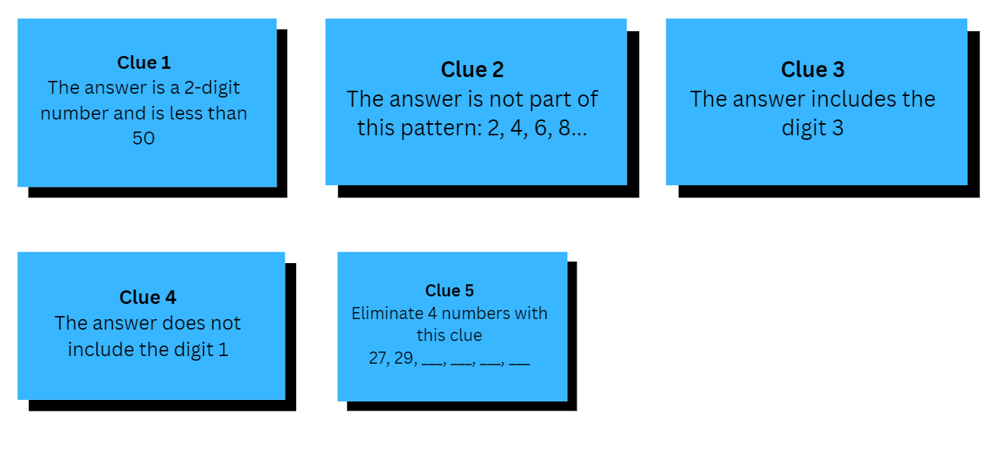 Clue 1
The answer is a 2-digit
number and is less than
50
Clue 2
The answer is not part of
this pattern: 2, 4, 6, 8...
Clue 3
The answer includes the
digit 3
Clue 4
The answer does not
include the digit 1
Clue 5
Eliminate 4 numbers with
this clue
27, 29, ___, ___, ___, ___